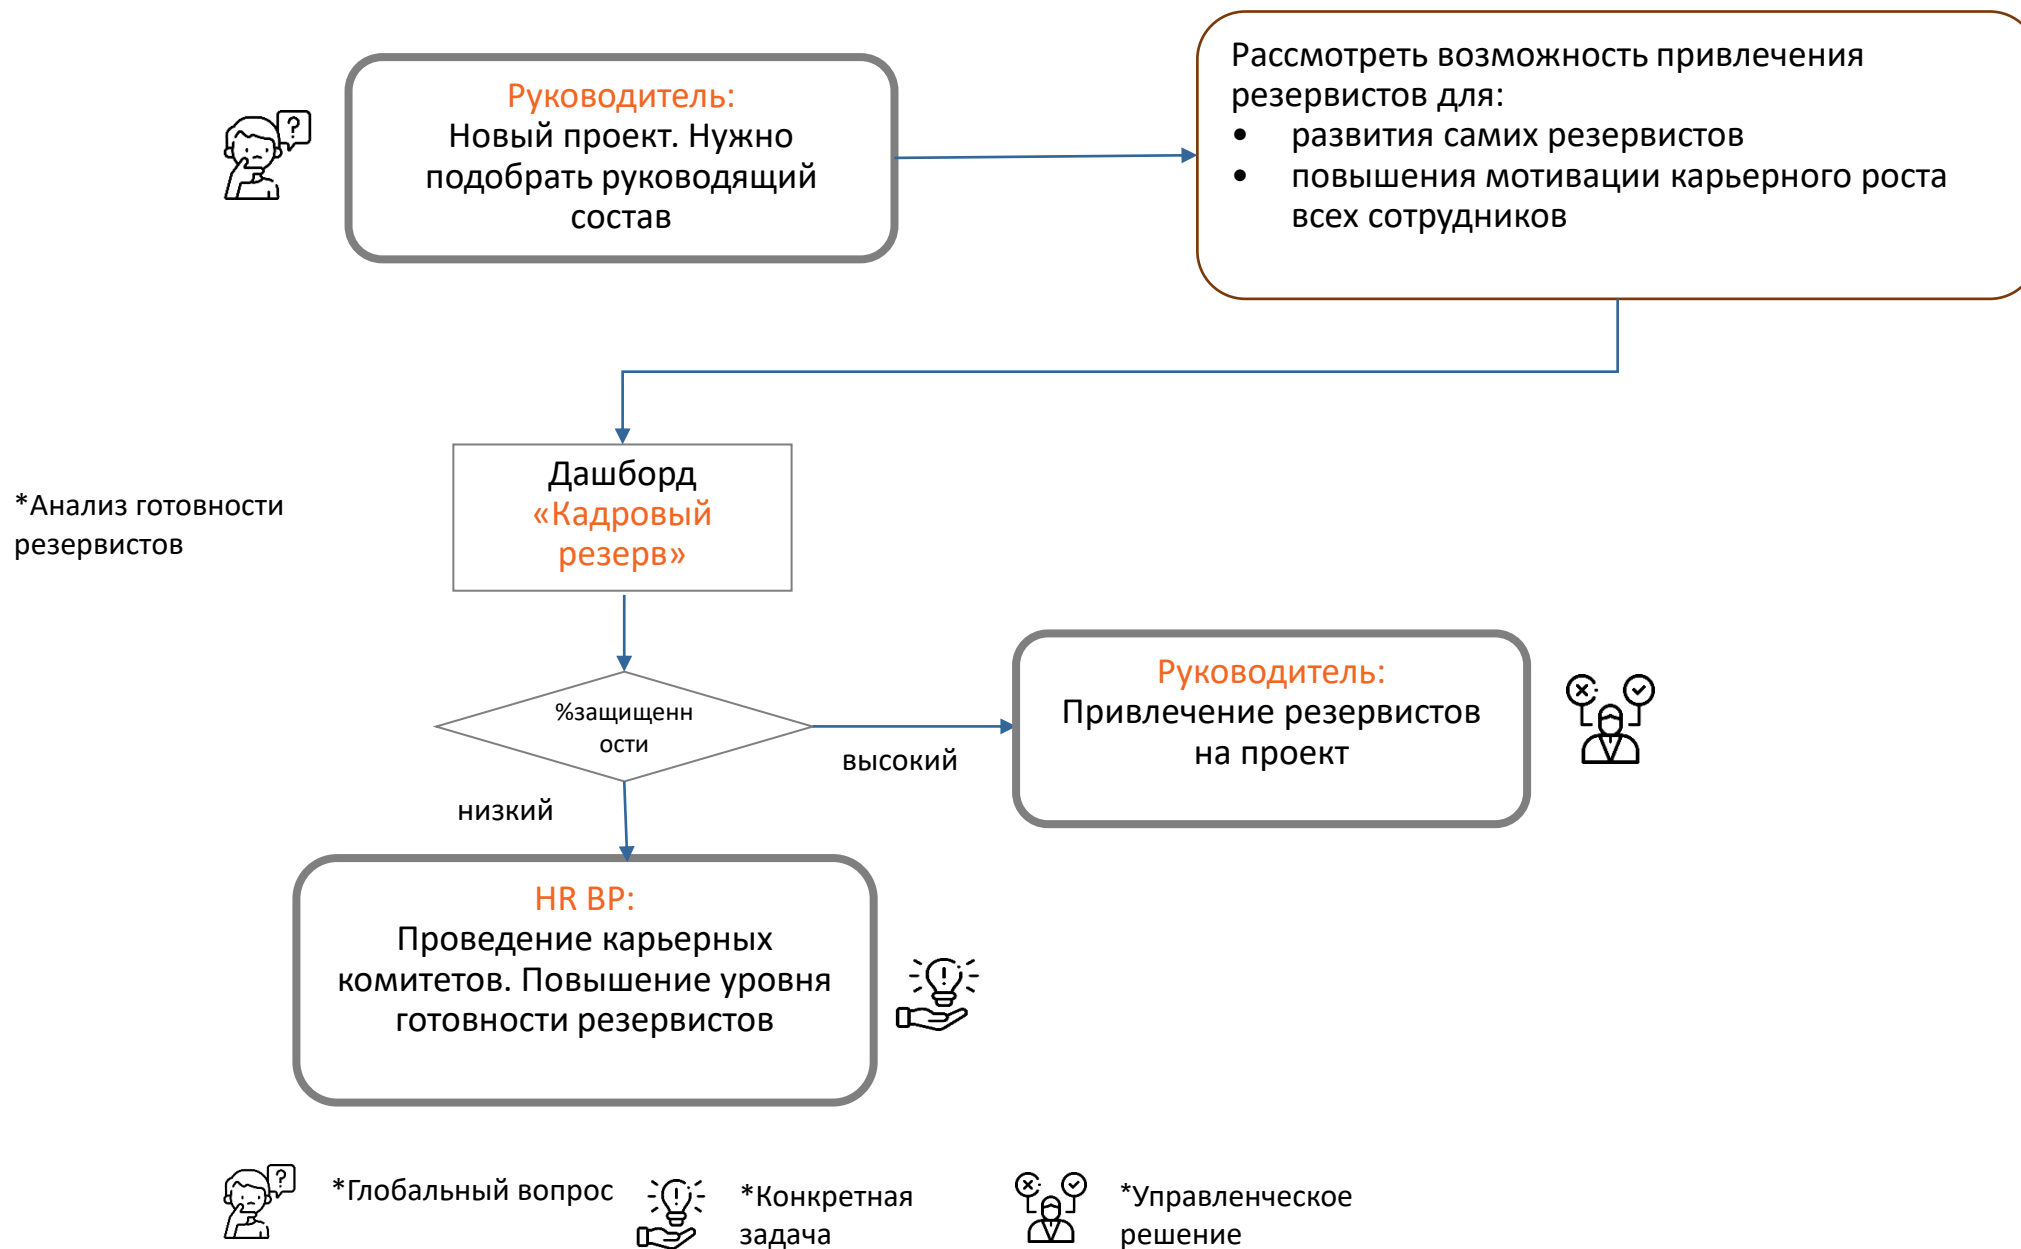 Руководитель:
Новый проект. Нужно
подобрать руководящий
состав
Рассмотреть возможность привлечения
резервистов для:
• развития самих резервистов
• повышения мотивации карьерного роста
всех сотрудников
*Анализ готовности
резервистов
Дашборд
«Кадровый
резерв»
%защищенн
ости
высокий
низкий
Руководитель:
Привлечение резервистов
на проект
HR BP:
Проведение карьерных
комитетов. Повышение уровня
готовности резервистов
*Глобальный вопрос
*Конкретная
задача
*Управленческое
решение